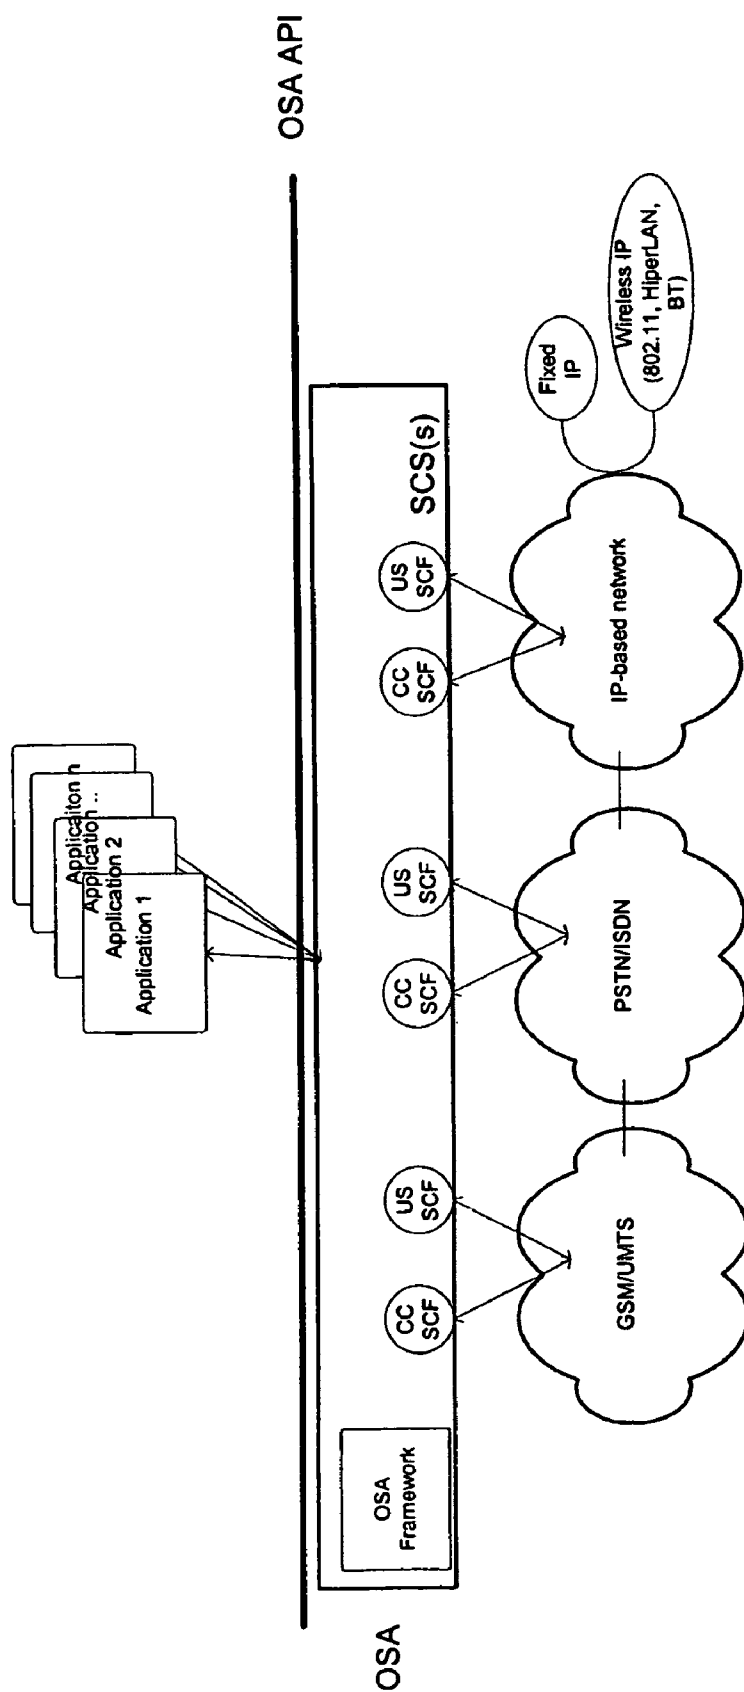 OSA API
Applicaiton n
Application ..
Application 2
Application 1
OSA
OSA
Framework
CC
SCF
US
SCF
CC
SCF
US
SCF
CC
SCF
US
SCF
SCS(s)
GSM/UMTS
PSTN/ISDN
IP-based network
Fixed
IP
Wireless IP
(802.11, HiperLAN,
BT)